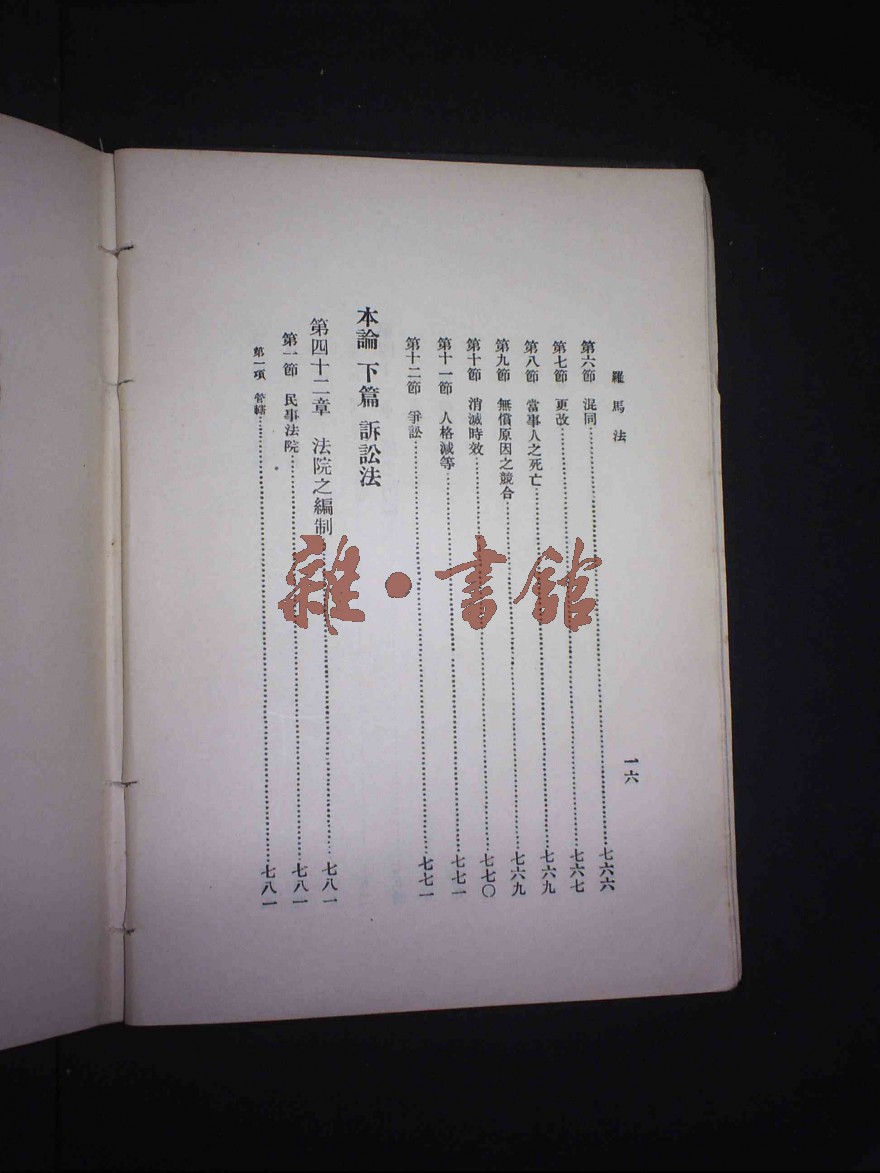 羅馬法
一六
第六節 混同……七六六
第七節 更改……七六七
第八節 當事人之死亡……七六九
第九節 無償原因之競合……七六九
第十節 消滅時效……七七〇
第十一節 人格減等……七七一
第十二節 爭訟……七七一
本論 下篇 訴訟法
第四十二章 法院之編制……七八一
第一節 民事法院……七八一
第一項 管轄……七八一
雜·書館